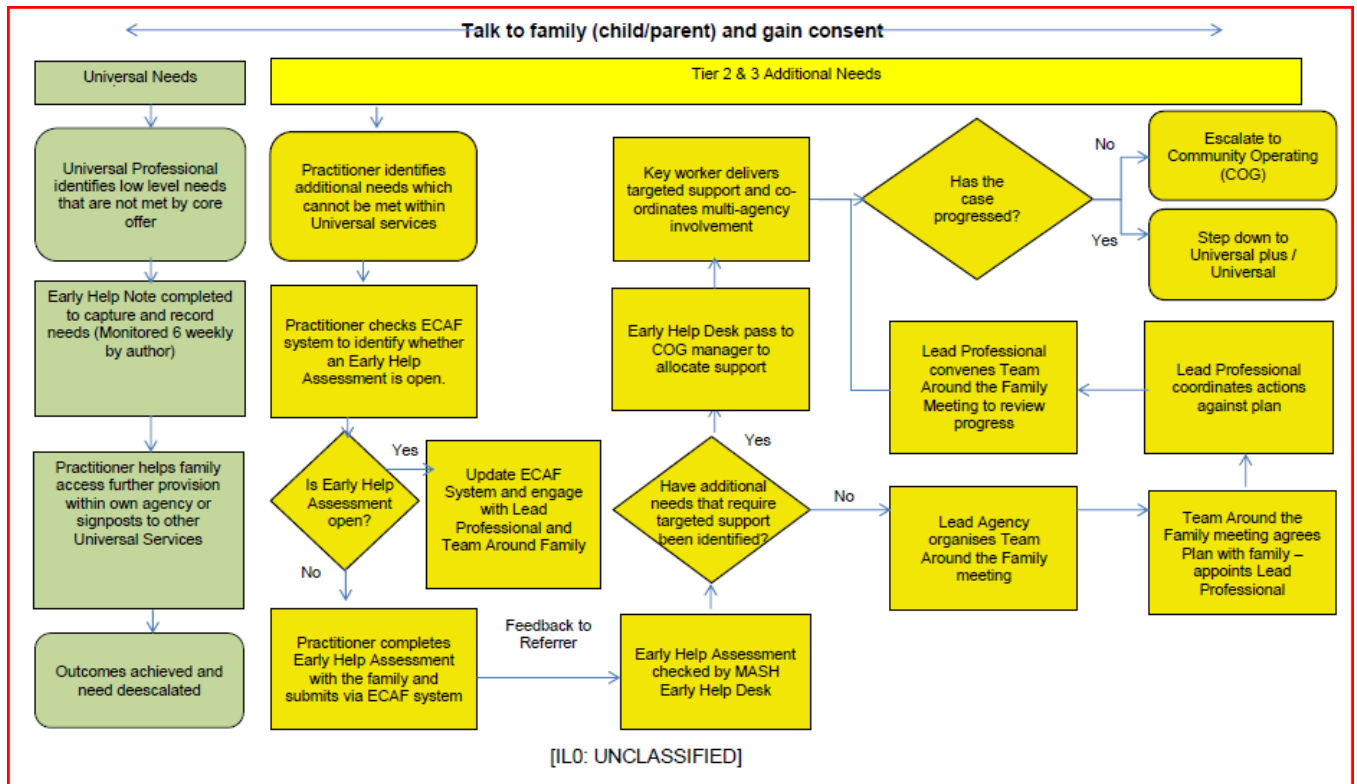 Talk to family (child/parent) and gain consent
Universal Needs
Tier 2 & 3 Additional Needs
Universal Professional
identifies low level needs
that are not met by core
offer
Early Help Note completed
to capture and record
needs (Monitored 6 weekly
by author)
Practitioner helps family
access further provision
within own agency or
signposts to other
Universal Services
Outcomes achieved and
need deescalated
Practitioner identifies
additional needs which
cannot be met within
Universal services
Practitioner checks ECAF
system to identify whether
an Early Help
Assessment is open.
Is Early Help
Assessment
open?
Yes
No
Update ECAF
System and engage
with Lead
Professional and
Team Around Family
Practitioner completes
Early Help Assessment
with the family and
submits via ECAF system
Feedback to
Referrer
Early Help Assessment
checked by MASH
Early Help Desk
Have additional
needs that require
targeted support
been identified?
Yes
No
Early Help Desk pass to
COG manager to
allocate support
Key worker delivers
targeted support and co-
ordinates multi-agency
involvement
Lead Agency
organises Team
Around the Family
meeting
Team Around the
Family meeting agrees
Plan with family –
appoints Lead
Professional
Lead Professional
coordinates actions
against plan
Lead Professional
convenes Team
Around the Family
Meeting to review
progress
Has the
case
progressed?
No
Yes
Escalate to
Community Operating
(COG)
Step down to
Universal plus /
Universal
[IL0: UNCLASSIFIED]